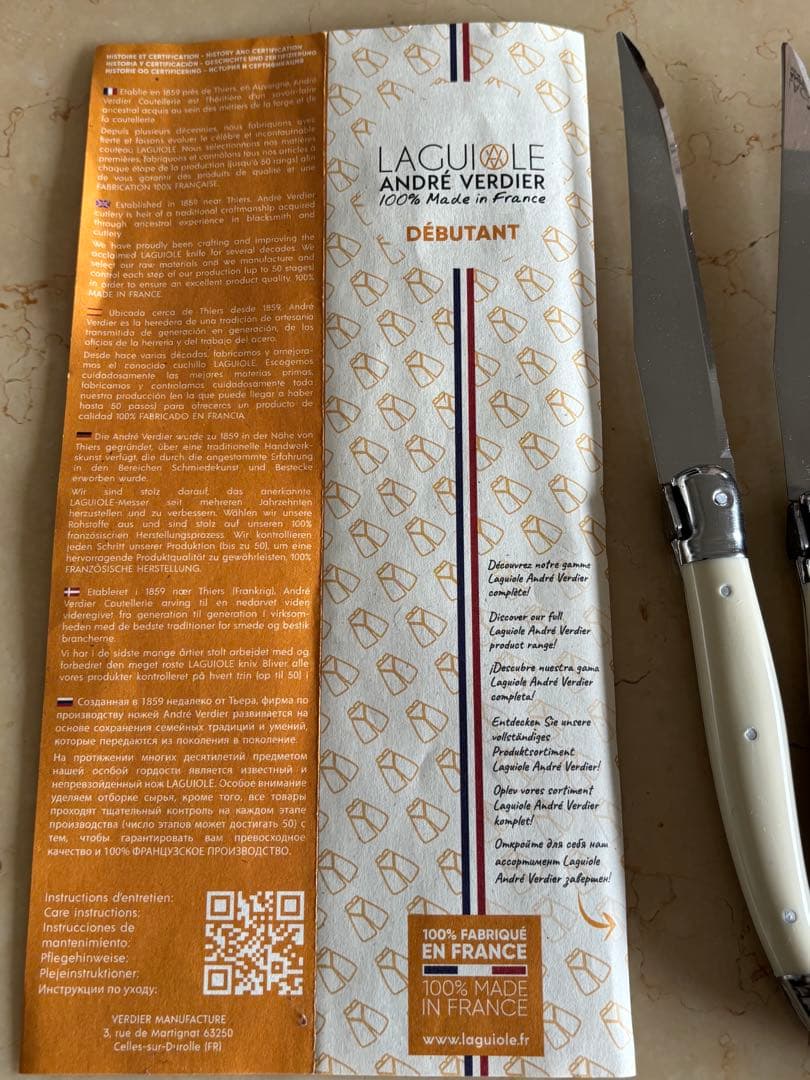 HISTOIRE ET CERTIFICATION - HISTORY AND CERTIFICATION
HISTORIA Y CERTIFICACIÓN - GESCHICHTE UND ZERTIFIZIERUNG
HISTORIE OG CERTIFICERING - ИСТОРИЯ И СЕРТИФИКАЦИЯ
Etablie en 1859 près de Thiers, en Auvergne, André
Verdier Coutellerie est l'héritière d'un savoir-faire
ancestral acquis au sein des métiers de la forge et de
la coutellerie.
Depuis plusieurs décennies, nous fabriquons avec
fierté et faisons évoluer le célèbre et incontournable
couteau LAGUIOLE. Nous sélectionnons nos matières
premières, fabriquons et contrôlons tous nos articles à
chaque étape de la production (jusqu'à 50 rangs) afin
de vous garantir des produits de qualité et une
FABRICATION 100% FRANÇAISE.
Established in 1859 near Thiers, André Verdier
cutlery is heir of a traditional craftmanship acquired
through ancestral experience in blacksmith and
cutlery
We have proudly been crafting and improving the
acclaimed LAGUIOLE knife for several decades. We
select our raw materials and we manufacture and
control each step of our production (up to 50 stages)
in order to ensure an excellent product quality. 100%
MADE IN FRANCE.
Ubicada cerca de Thiers desde 1859, André
Verdier es la heredera de una tradición de artesanía
transmitida de generación en generación, de los
oficios de la herrería y del trabajo del acero.
Desde hace varias décadas, fabricamos y amejora-
mos el conocido cuchillo LAGUIOLE. Escogemos
cuidadosamente las mejores materias primas,
fabricamos y controlamos cuidadosamente toda
nuestra producción (en la que puede llegar a haber
hasta 50 pasos) para ofreceros un producto de
calidad 100% FABRICADO EN FRANCIA
Die André Verdier wurde zu 1859 in der Nähe von
Thiers gegründet, über eine traditionelle Handwerk-
skunst verfügt, die durch die angestammte Erfahrung
in den Bereichen Schmiedekunst und Bestecke
erworben wurde.
Wir sind stolz darauf, das anerkannte
LAGUIOLE-Messer seit mehreren Jahrzehnten
herzustellen und zu verbessern. Wählen wir unsere
Rohstoffe aus und sind stolz auf unseren 100%
französischen Herstellungsprozess. Wir kontrollieren
jeden Schritt unserer Produktion (bis zu 50), um eine
hervorragende Produktqualität zu gewährleisten. 100%
FRANZÖSISCHE HERSTELLUNG.
Etableret i 1859 nær Thiers (Frankrig), André
Verdier Coutellerie arving til en nedarvet viden
videregivet fra generation til generation i virksom-
heden med de bedste traditioner for smede og bestik
brancherne.
Vi har i de sidste mange årtier stolt arbejdet med og
forbedret den meget roste LAGUIOLE kniv. Bliver alle
vores produkter kontrolleret på hvert trin (op til 50) i
Созданная в 1859 недалеко от Тьера, фирма по
производству ножей André Verdier развивается на
основе сохранения семейных традиций и умений,
которые передаются из поколения в поколение.
На протяжении многих десятилетий предметом
нашей особой гордости является известный и
непревзойденный нож LAGUIOLE. Особое внимание
уделяем отборке сырья, кроме того, все товары
проходят тщательный контроль на каждом этапе
производства (число этапов может достигать 50) с
тем, чтобы гарантировать вам превосходное
качество и 100% ФРАНЦУЗСКОЕ ПРОИЗВОДСТВО.
Instructions d'entretien:
Care instructions:
Instrucciones de
mantenimiento:
Pflegehinweise:
Plejeinstruktioner:
Инструкции по уходу:
VERDIER MANUFACTURE
3, rue de Martignat 63250
Celles-sur-Durolle (FR)
LAGUIOLE
ANDRÉ VERDIER
100% Made in France
DÉBUTANT
Découvrez notre gamme
Laguiole André Verdier
complète!
Discover our full
Laguiole André Verdier
product range!
¡Descubre nuestra gama
Laguiole André Verdier
completa!
Entdecken Sie unsere
vollständiges
Produktsortiment
Laguiole André Verdier!
Oplev vores sortiment
Laguiole André Verdier
komplet!
Откройте для себя наш
ассортимент Laguiole
André Verdier завершен!
100% FABRIQUÉ
EN FRANCE
100% MADE
IN FRANCE
www.laguiole.fr